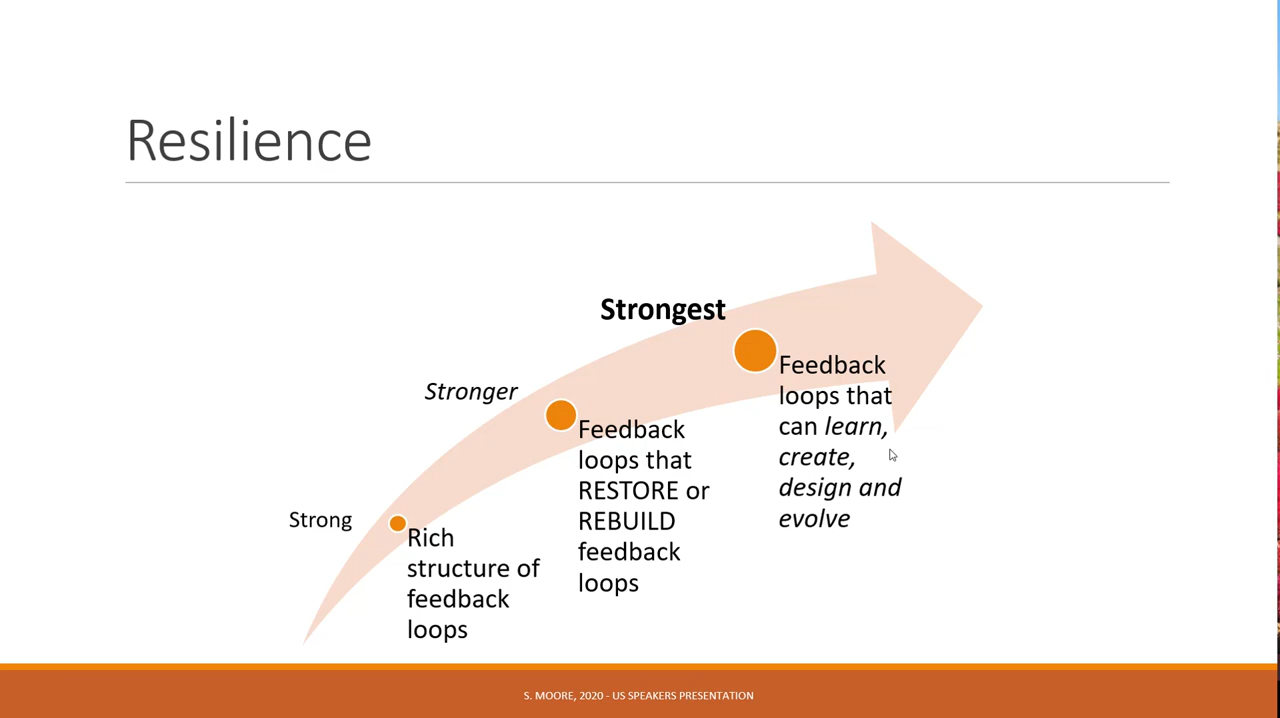 Resilience
Strongest
Stronger
Strong
Feedback
loops that
can learn,
create,
design and
evolve
Feedback
loops that
RESTORE or
REBUILD
feedback
loops
Rich
structure of
feedback
loops
S. MOORE, 2020 - US SPEAKERS PRESENTATION